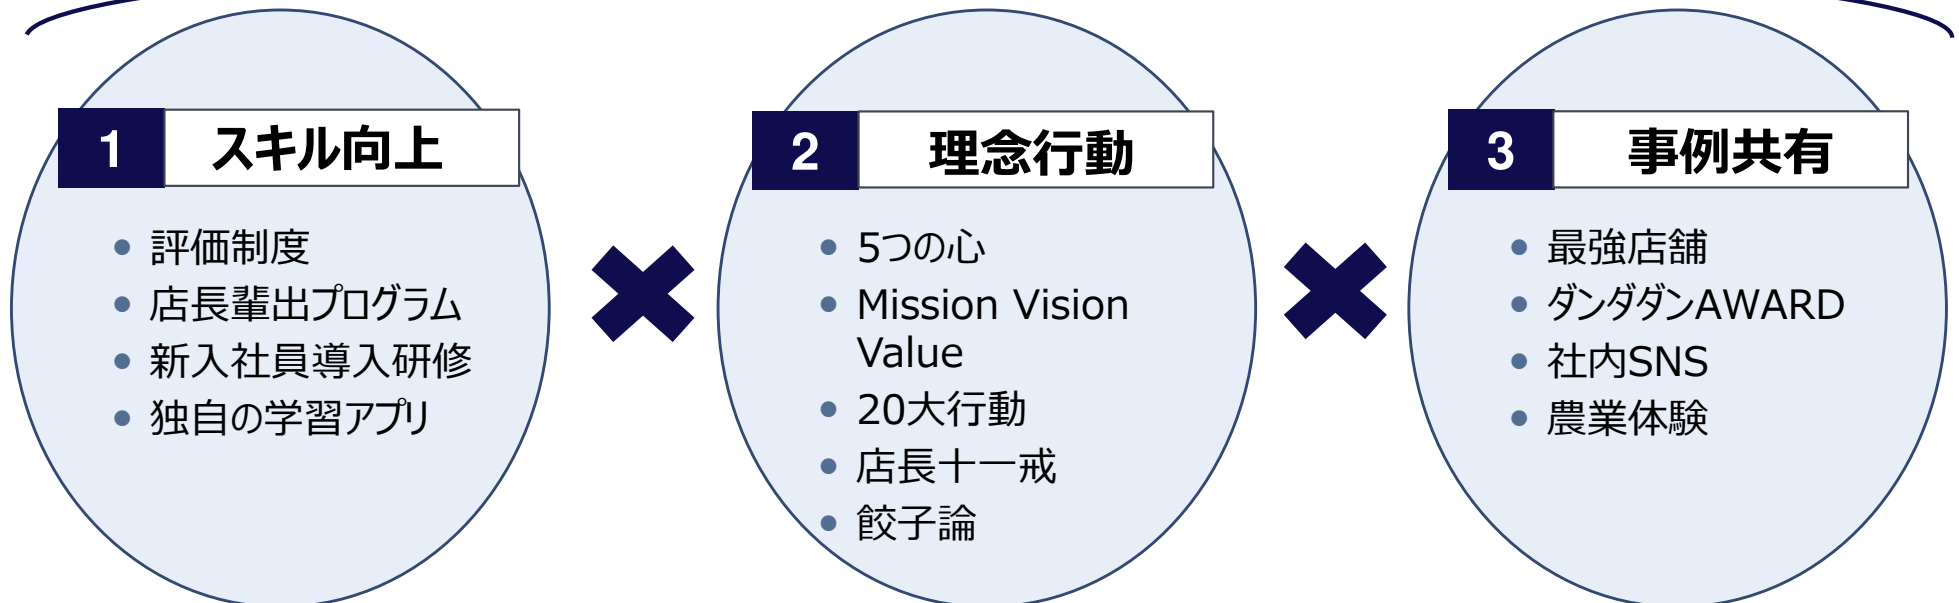 1 スキル向上
評価制度
店長輩出プログラム
新入社員導入研修
独自の学習アプリ
2 理念行動
5つの心
Mission Vision
Value
20大行動
店長十一戒
餃子論
3 事例共有
最強店舗
ダンダダンAWARD
社内SNS
農業体験